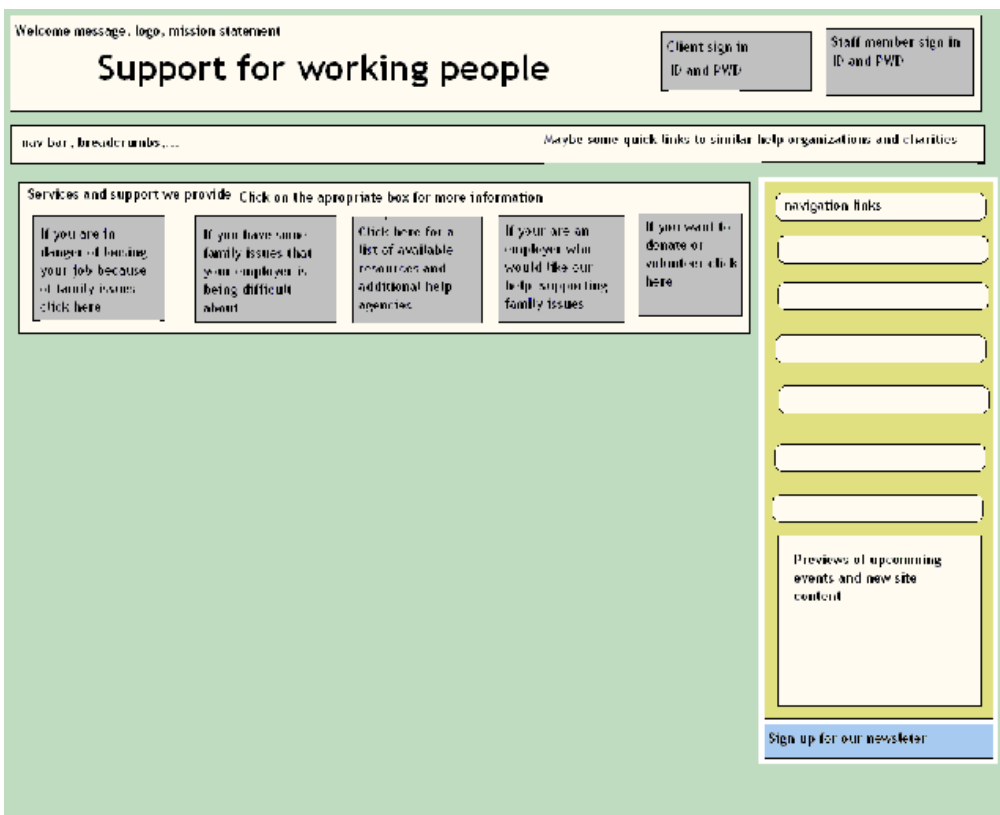 Welcome message, logo, mission statement
Support for working people
Client sign in
ID and PWD
Staff member sign in
ID and PWD
nav bar, breadcrumbs,...
Maybe some quick links to similar help organizations and charities
Services and support we provide
Click on the apropriate box for more information
If you are in
danger of loosing
your job because
of family issues
click here
If you have some
family issues that
your employer is
being difficult
about
Click here for a
list of available
resources and
additional help
agencies
If your are an
employer who
would like our
help supporting
family issues
If you want to
donate or
volunteer click
here
navigation links
Previews of upcomming
events and new site
content
Sign up for our newsleter